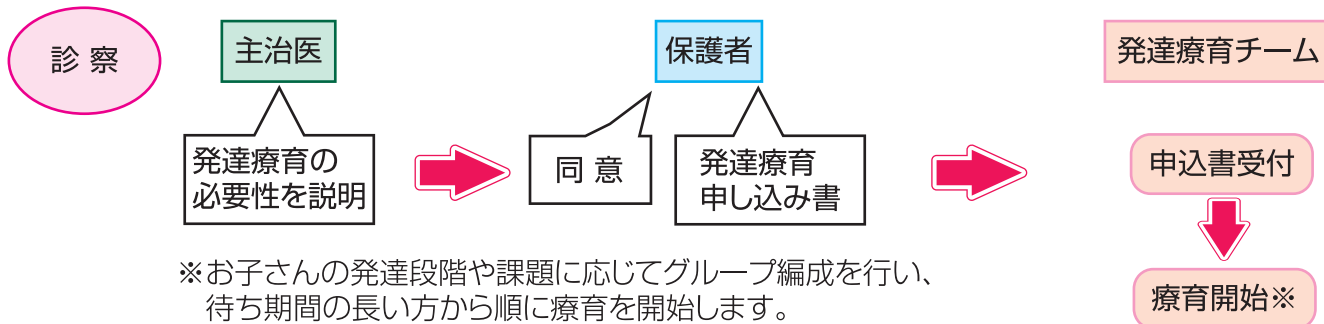 診 察
主治医
発達療育の
必要性を説明
保護者
同 意
発達療育
申し込み書
発達療育チーム
申込書受付
療育開始※
※お子さんの発達段階や課題に応じてグループ編成を行い、
待ち期間の長い方から順に療育を開始します。